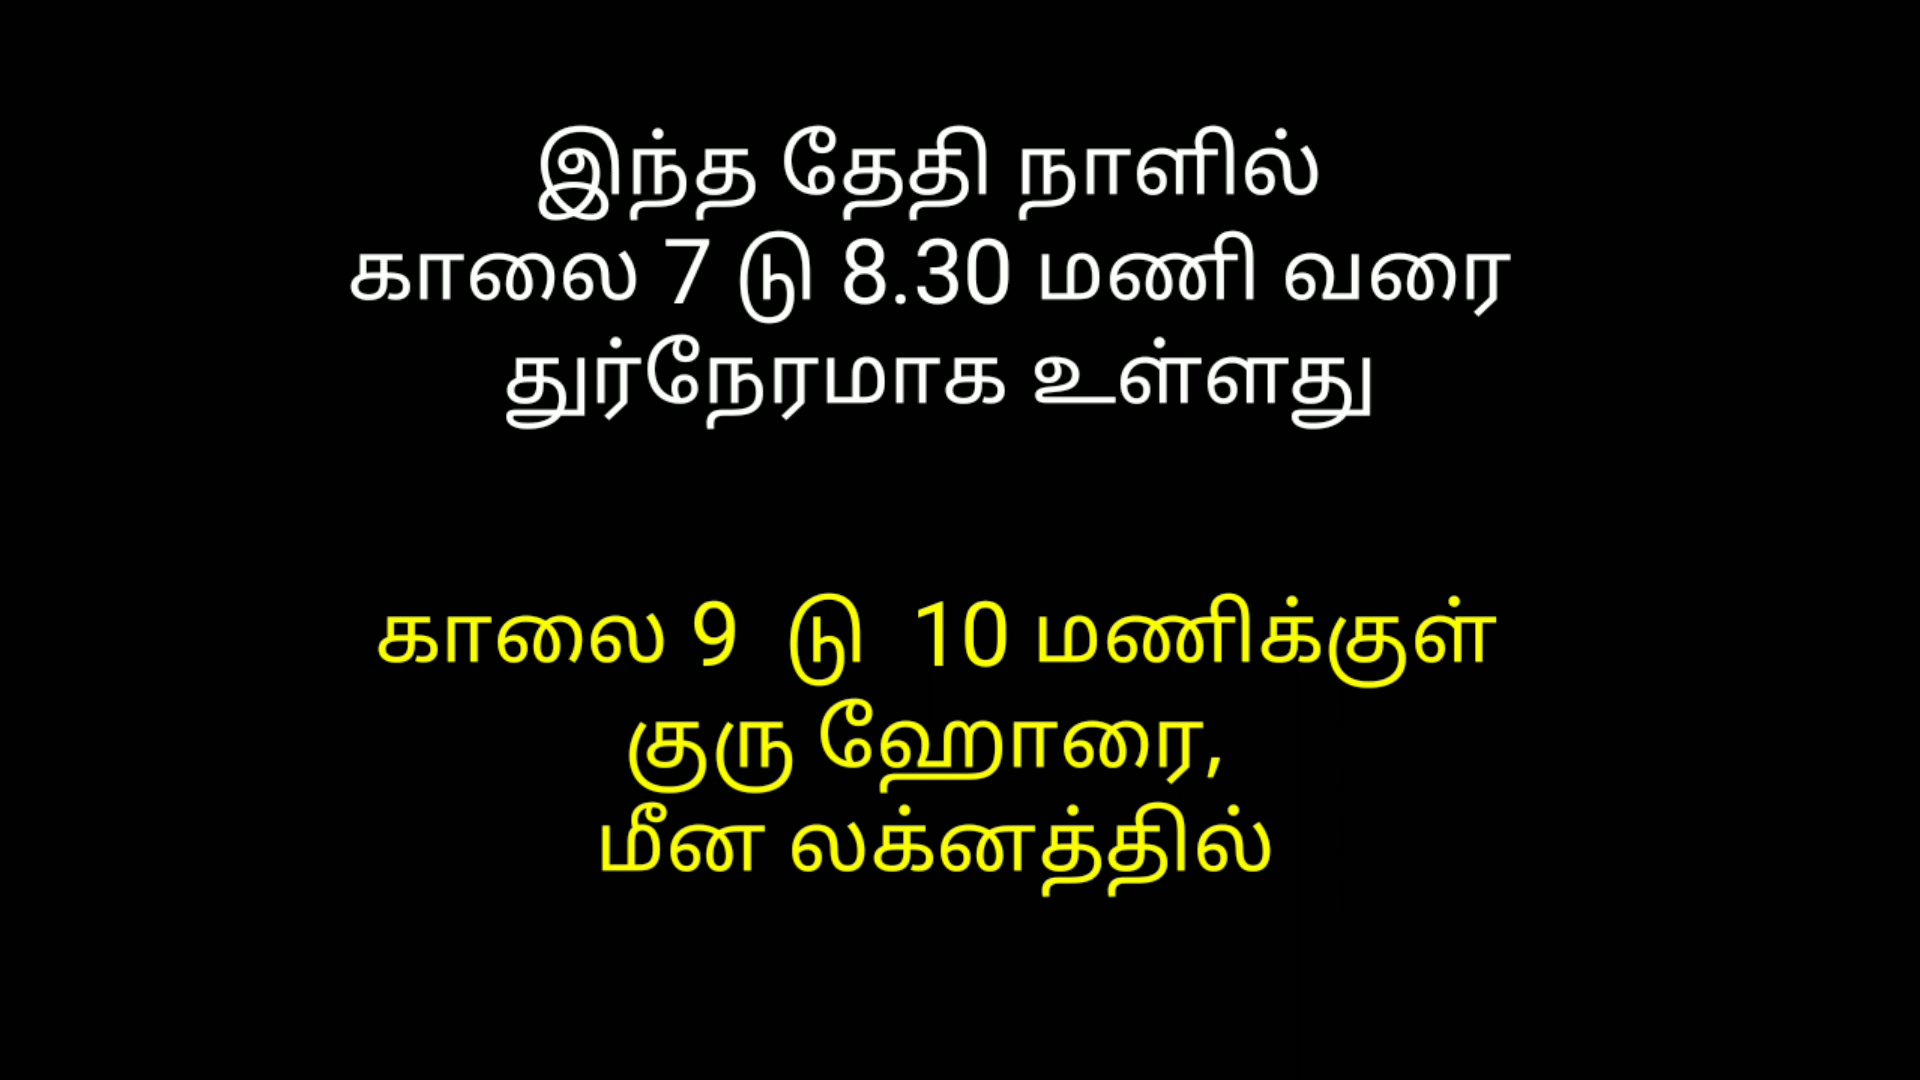 இந்த தேதி நாளில்
காலை 7 டு 8.30 மணி வரை
துர்நேரமாக உள்ளது
காலை 9 டு 10 மணிக்குள்
குரு ஹோரை,
மீன லக்னத்தில்